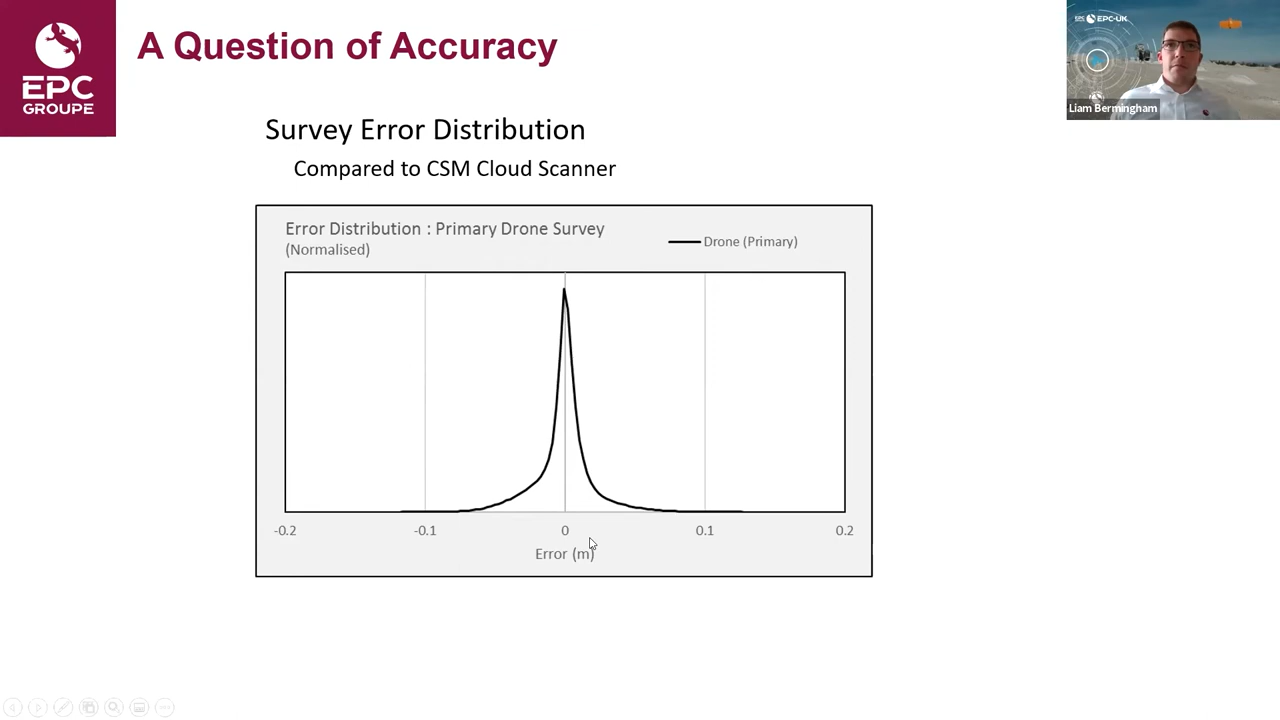 EPC
GROUPE
A Question of Accuracy
EPC-UK
Liam Bermingham
Survey Error Distribution
Compared to CSM Cloud Scanner
Error Distribution : Primary Drone Survey
(Normalised)
Drone (Primary)
-0.2 -0.1 0 0.1 0.2
Error (m)